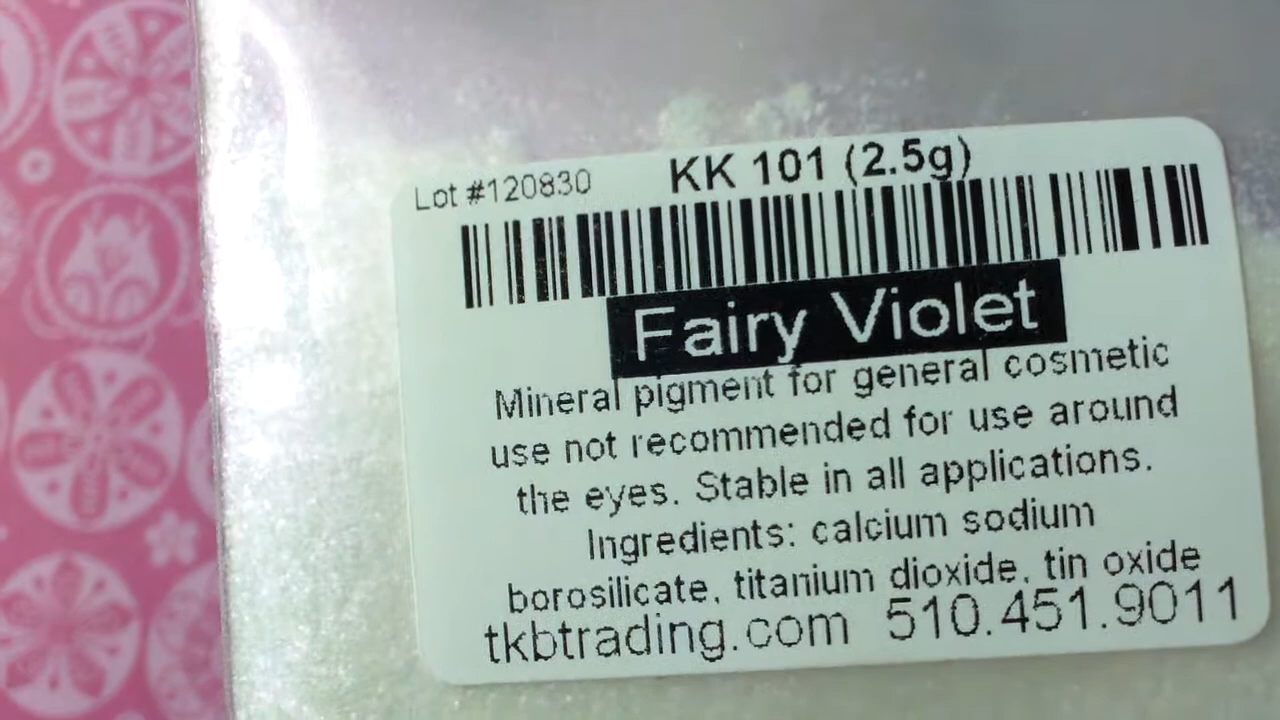 Lot #120830 KK 101 (2.5g)
Fairy Violet
Mineral pigment for general cosmetic
use not recommended for use around
the eyes. Stable in all applications.
Ingredients: calcium sodium
borosilicate, titanium dioxide, tin oxide
tkbtrading.com 510.451.9011